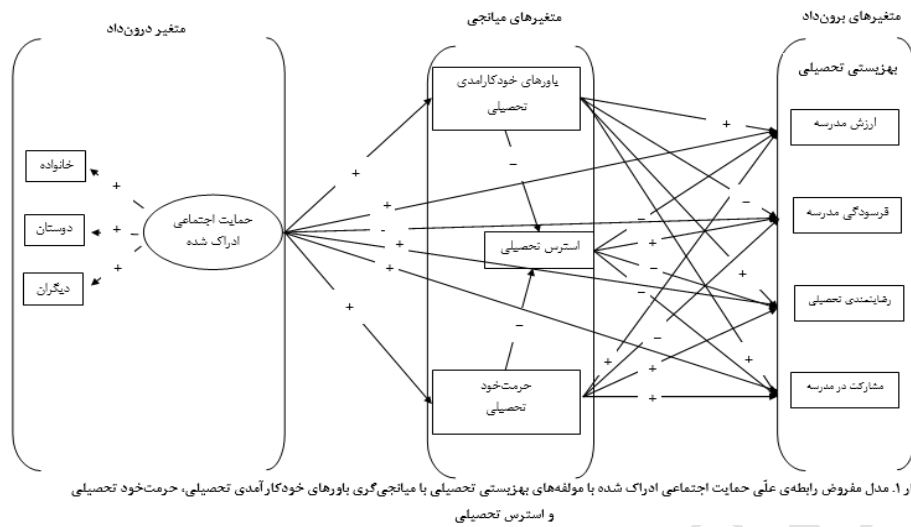 متغیرهای برون‌داد
متغیرهای میانجی
متغیر درون‌داد
بهزیستی تحصیلی
یاورهای خودکارامدی
تحصیلی
ارزش مدرسه
خانواده
فرسودگی مدرسه
دوستان
حمایت اجتماعی
ادراک شده
استرس تحصیلی
دیگران
رضایتمندی تحصیلی
حرمت‌خود
تحصیلی
مشارکت در مدرسه
ار ۱. مدل مفروض رابطه‌ی علّی حمایت اجتماعی ادراک شده با مولفه‌های بهزیستی تحصیلی با میانجی‌گری باورهای خودکارآمدی تحصیلی، حرمت‌خود تحصیلی
و استرس تحصیلی